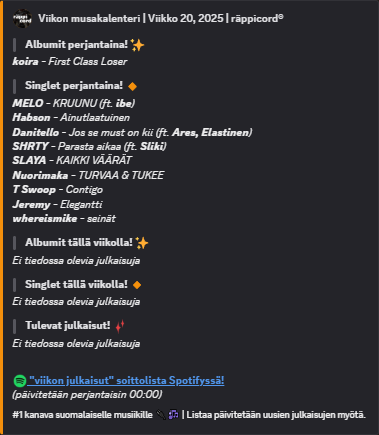 räppi
cord
Viikon musakalenteri | Viikko 20, 2025 | räppicord®
Albumit perjantaina!
koira - First Class Loser
Singlet perjantaina!
MELO - KRUUNU (ft. ibe)
Habson - Ainutlaatuinen
Danitello - Jos se must on kii (ft. Ares, Elastinen)
SHRTY - Parasta aikaa (ft. Sliki)
SLAYA - KAIKKI VÄÄRÄT
Nuorimaka - TURVAA & TUKEE
T Swoop - Contigo
Jeremy - Elegantti
whereismike - seinät
Albumit tällä viikolla!
Ei tiedossa olevia julkaisuja
Singlet tällä viikolla!
Ei tiedossa olevia julkaisuja
Tulevat julkaisut!
Ei tiedossa olevia julkaisuja
"viikon julkaisut" soittolista Spotifyssä!
(päivitetään perjantaisin 00:00)
#1 kanava suomalaiselle musiikille | Listaa päivitetään uusien julkaisujen myötä.